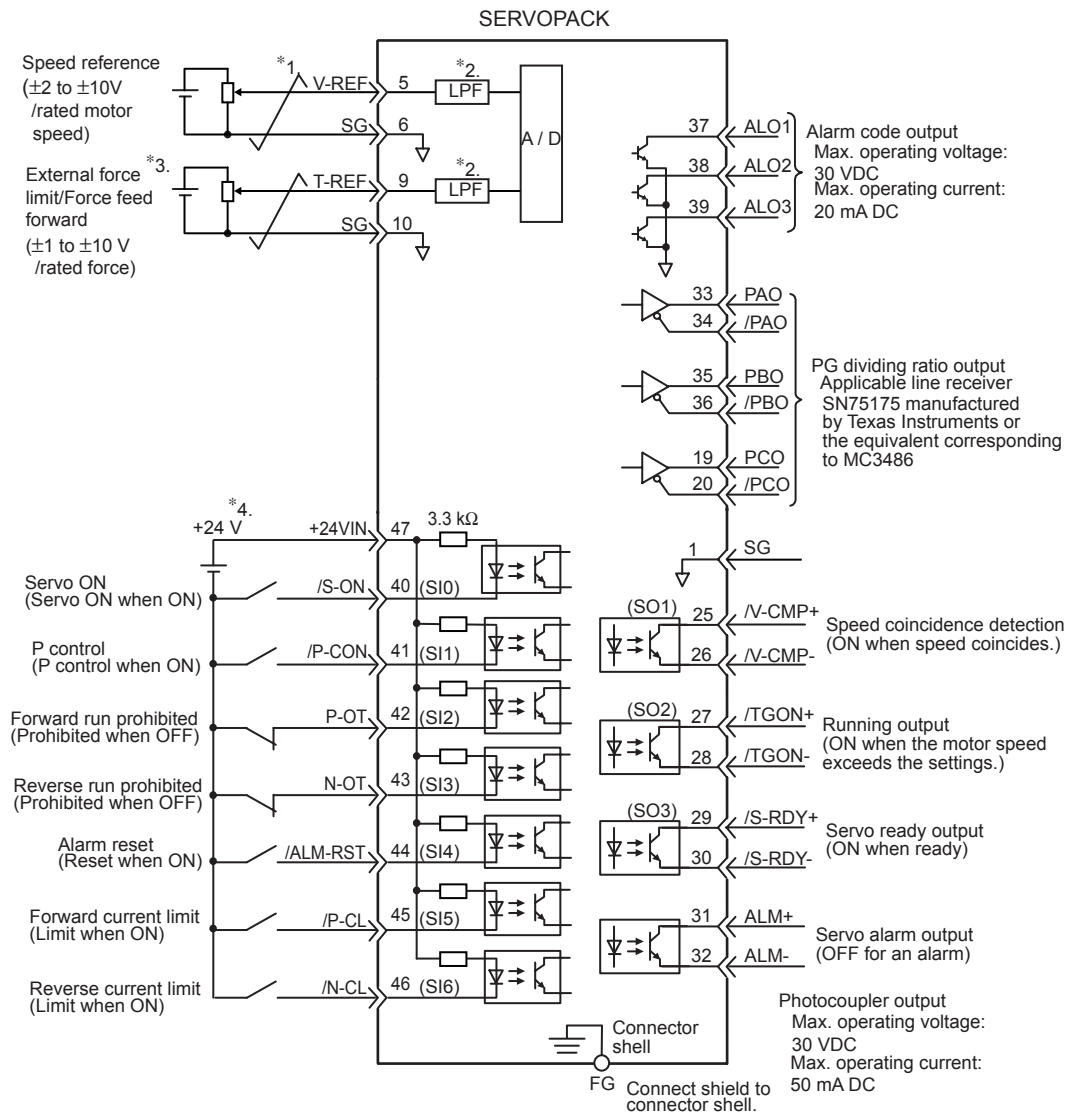 SERVOPACK
Speed reference
(±2 to ±10V
/rated motor
speed)
*1.
V-REF
5
*2.
LPF
SG
6
A / D
External force
limit/Force feed
forward
(±1 to ±10 V
/rated force)
*3.
T-REF
9
*2.
LPF
SG
10
37
ALO1
38
ALO2
39
ALO3
Alarm code output
Max. operating voltage:
30 VDC
Max. operating current:
20 mA DC
33
PAO
34
/PAO
35
PBO
36
/PBO
19
PCO
20
/PCO
PG dividing ratio output
Applicable line receiver
SN75175 manufactured
by Texas Instruments or
the equivalent corresponding
to MC3486
1
SG
*4.
+24 V
+24VIN
47
3.3 kΩ
Servo ON
(Servo ON when ON)
/S-ON
40
(SI0)
P control
(P control when ON)
/P-CON
41
(SI1)
Forward run prohibited
(Prohibited when OFF)
P-OT
42
(SI2)
Reverse run prohibited
(Prohibited when OFF)
N-OT
43
(SI3)
Alarm reset
(Reset when ON)
/ALM-RST
44
(SI4)
Forward current limit
(Limit when ON)
/P-CL
45
(SI5)
Reverse current limit
(Limit when ON)
/N-CL
46
(SI6)
(SO1)
25
/V-CMP+
26
/V-CMP-
Speed coincidence detection
(ON when speed coincides.)
(SO2)
27
/TGON+
28
/TGON-
Running output
(ON when the motor speed
exceeds the settings.)
(SO3)
29
/S-RDY+
30
/S-RDY-
Servo ready output
(ON when ready)
31
ALM+
32
ALM-
Servo alarm output
(OFF for an alarm)
Photocoupler output
Max. operating voltage:
30 VDC
Max. operating current:
50 mA DC
Connector
shell
FG
Connect shield to
connector shell.